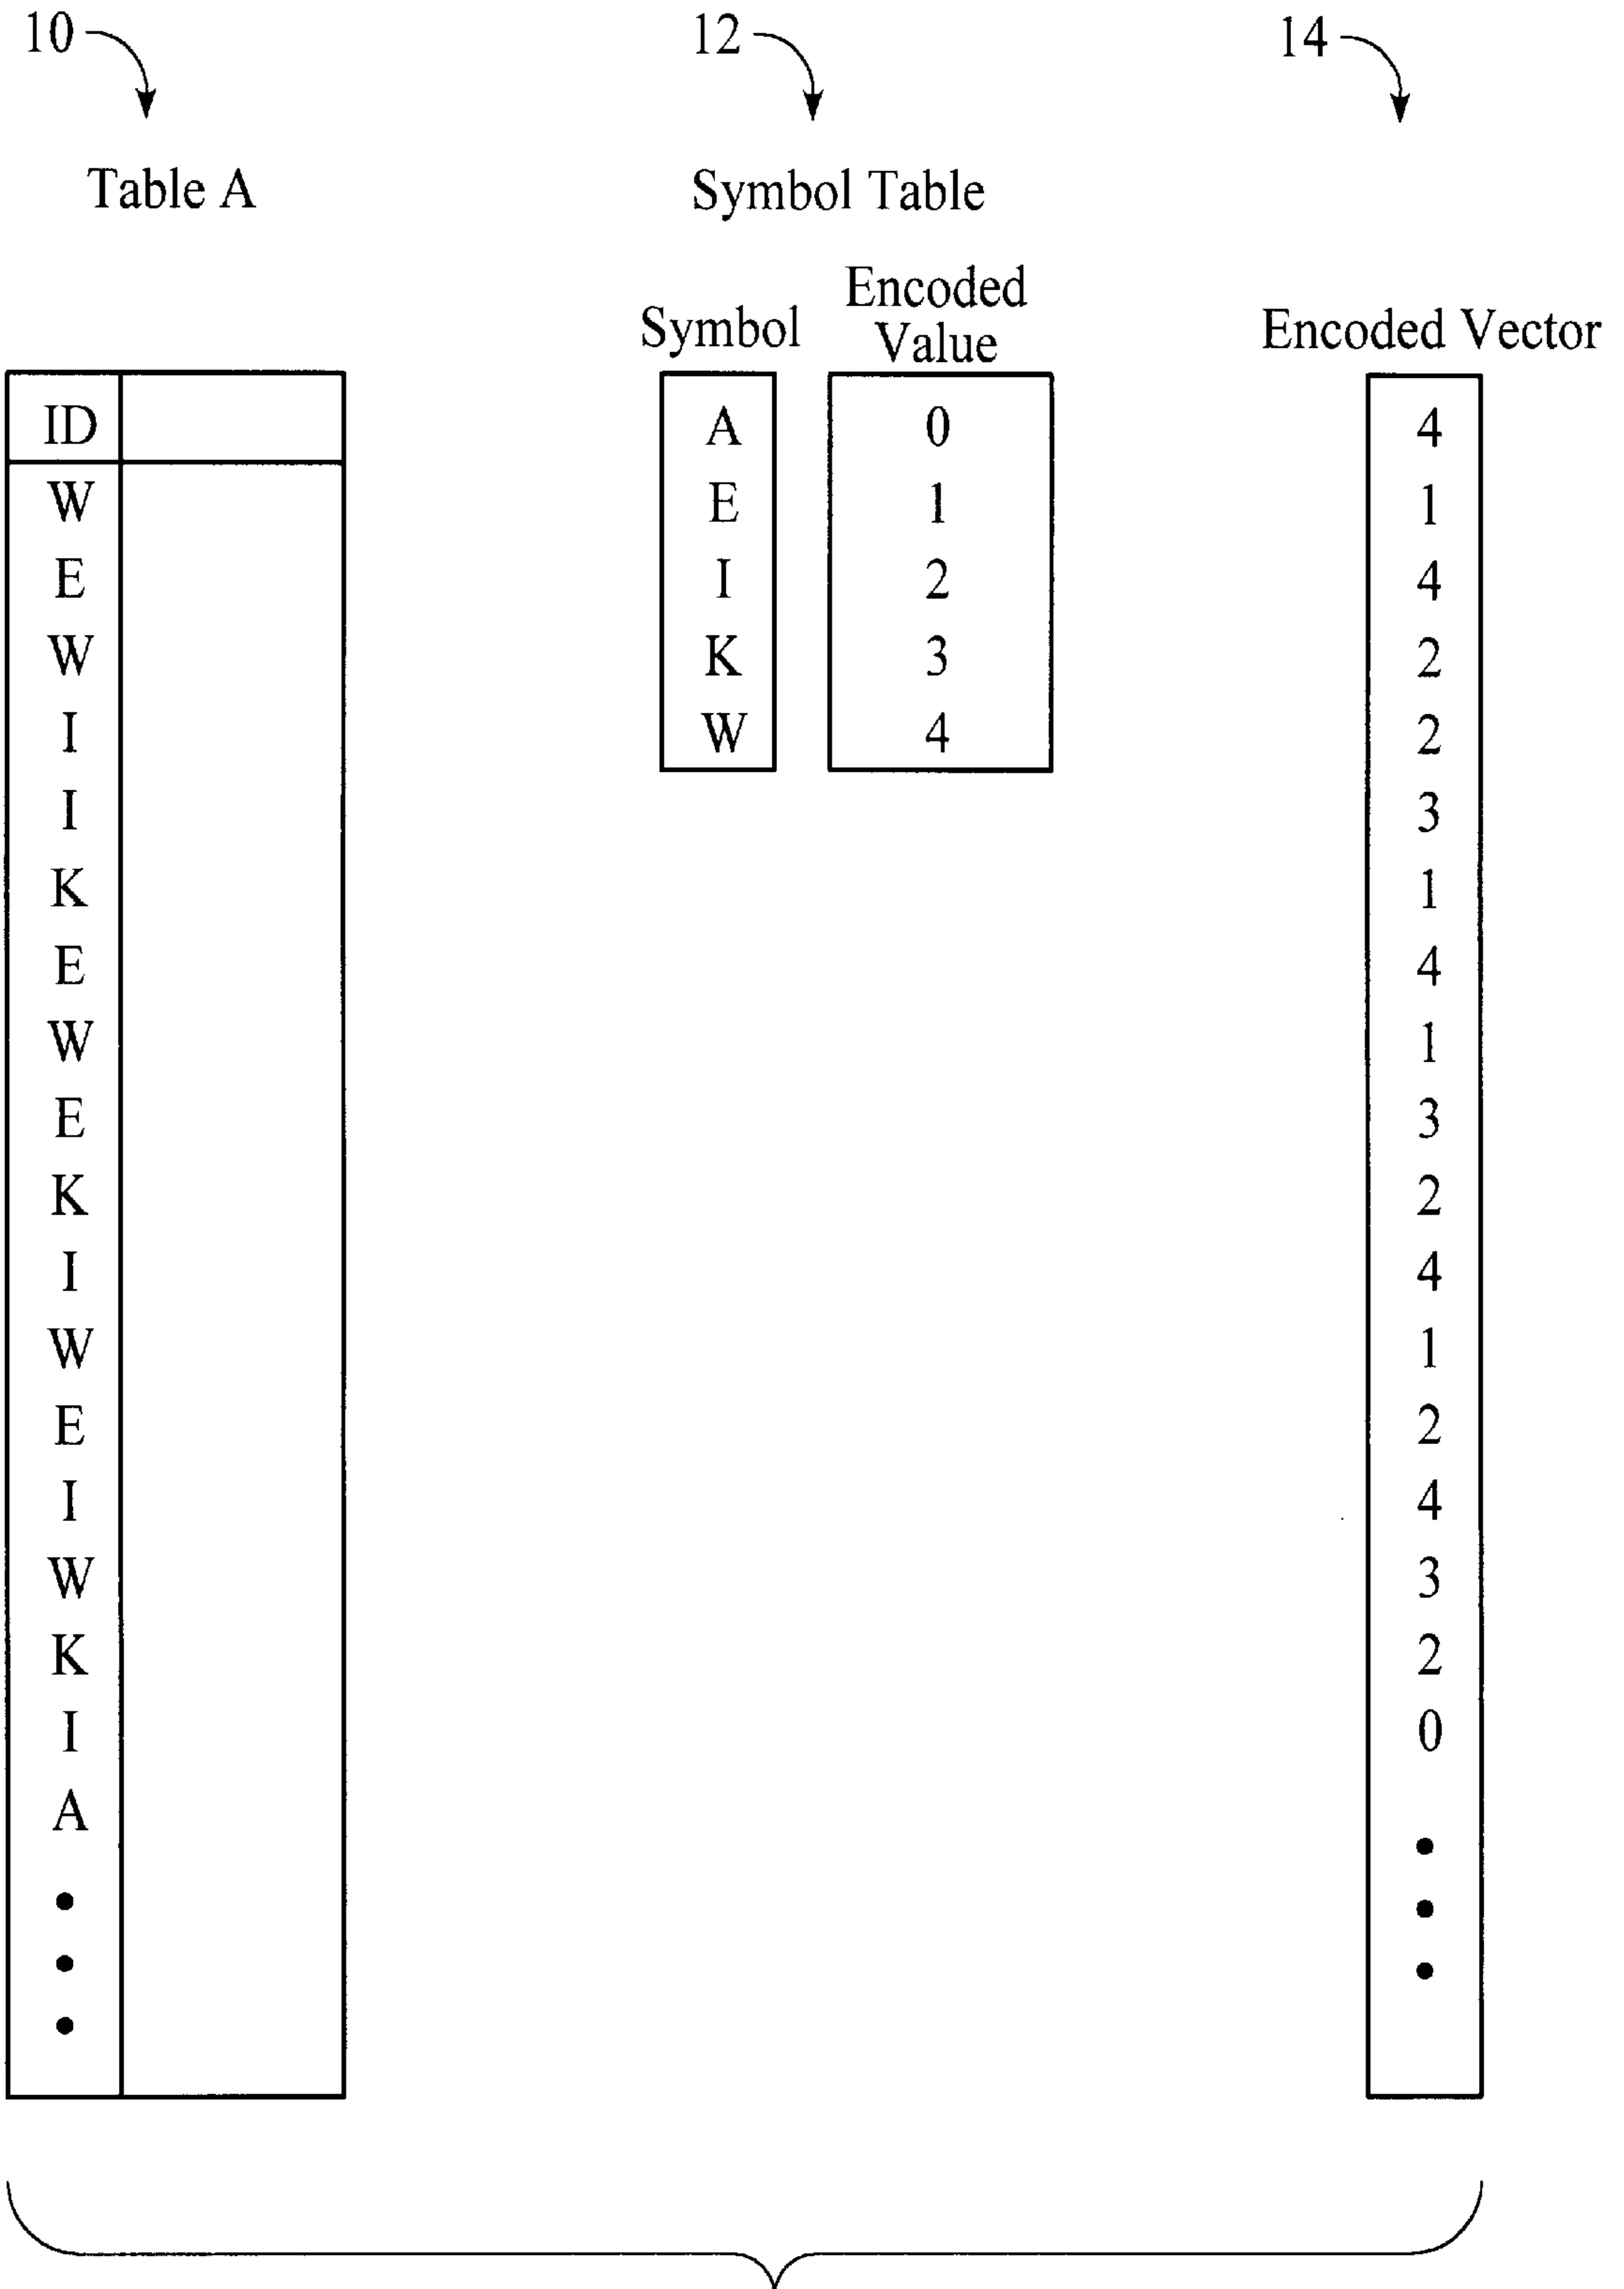 10 12 14
Table A
Symbol Table
Symbol
Encoded
Value
Encoded Vector
ID
W
E
W
I
I
K
E
W
E
K
I
W
E
I
W
K
I
A
A 0
E 1
I 2
K 3
W 4
4
1
4
2
2
3
1
4
1
3
2
4
1
2
4
3
2
0